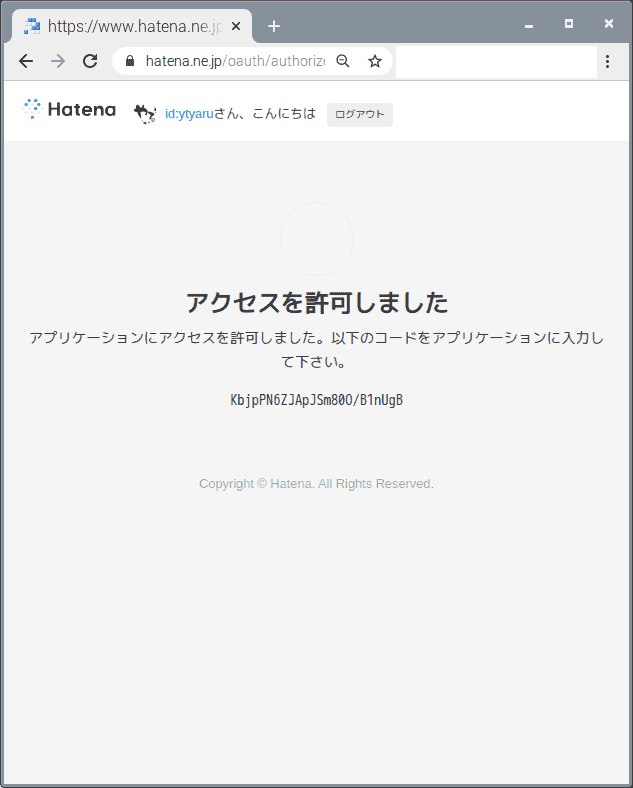 https://www.hatena.ne.jp
hatena.ne.jp/oauth/authorize
Hatena
id:ytyaruさん、こんにちは
ログアウト
アクセスを許可しました
アプリケーションにアクセスを許可しました。以下のコードをアプリケーションに入力し
て下さい。
KbjpPN6ZJApJSm80O/B1nUgB
Copyright © Hatena. All Rights Reserved.